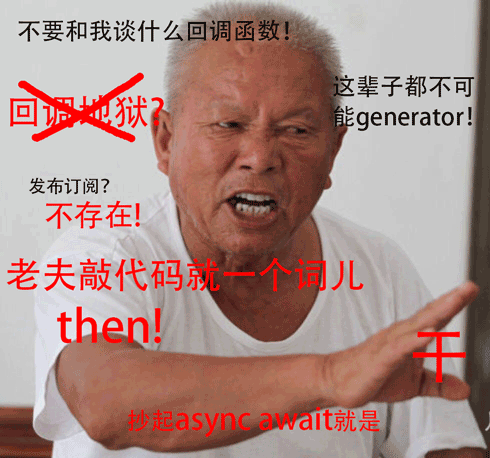 不要和我谈什么回调函数！
这辈子都不可
能generator！
回调地狱？
发布订阅？
不存在！
老夫敲代码就一个词儿
then！
干
抄起async await就是